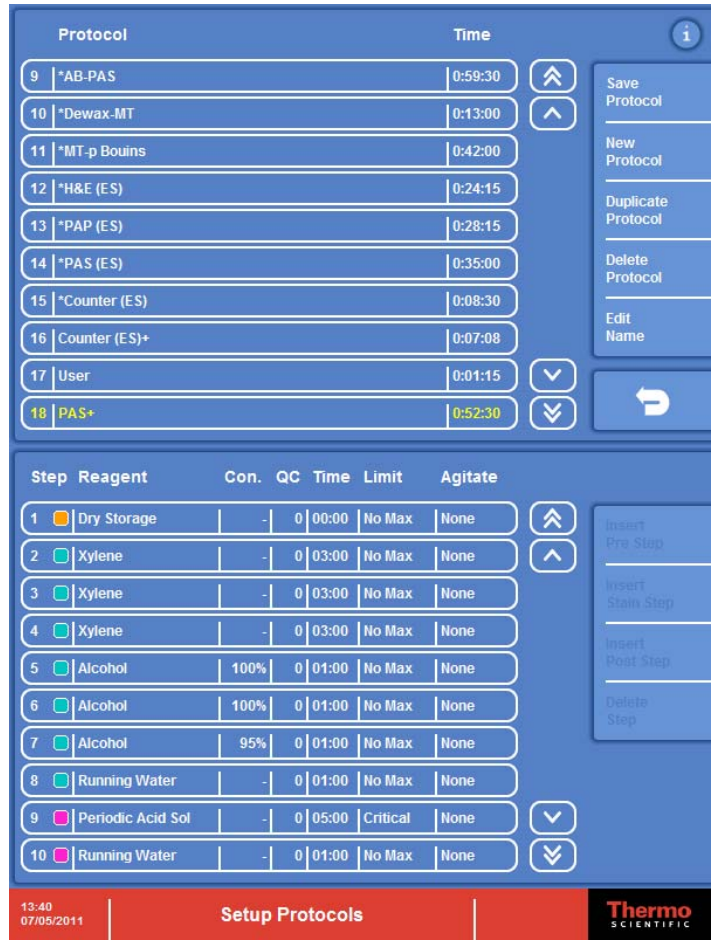 Protocol Time i
9 *AB-PAS 0:59:30
10 *Dewax-MT 0:13:00
11 *MT-p Bouins 0:42:00
12 *H&E (ES) 0:24:15
13 *PAP (ES) 0:28:15
14 *PAS (ES) 0:35:00
15 *Counter (ES) 0:08:30
16 Counter (ES)+ 0:07:08
17 User 0:01:15
18 PAS+ 0:52:30
Save
Protocol
New
Protocol
Duplicate
Protocol
Delete
Protocol
Edit
Name
Step Reagent Con. QC Time Limit Agitate
1 Dry Storage - 0 00:00 No Max None
2 Xylene - 0 03:00 No Max None
3 Xylene - 0 03:00 No Max None
4 Xylene - 0 03:00 No Max None
5 Alcohol 100% 0 01:00 No Max None
6 Alcohol 100% 0 01:00 No Max None
7 Alcohol 95% 0 01:00 No Max None
8 Running Water - 0 01:00 No Max None
9 Periodic Acid Sol - 0 05:00 Critical None
10 Running Water - 0 01:00 No Max None
Insert
Pre Step
Insert
Stain Step
Insert
Post Step
Delete
Step
13:40
07/05/2011
Setup Protocols
Thermo
SCIENTIFIC